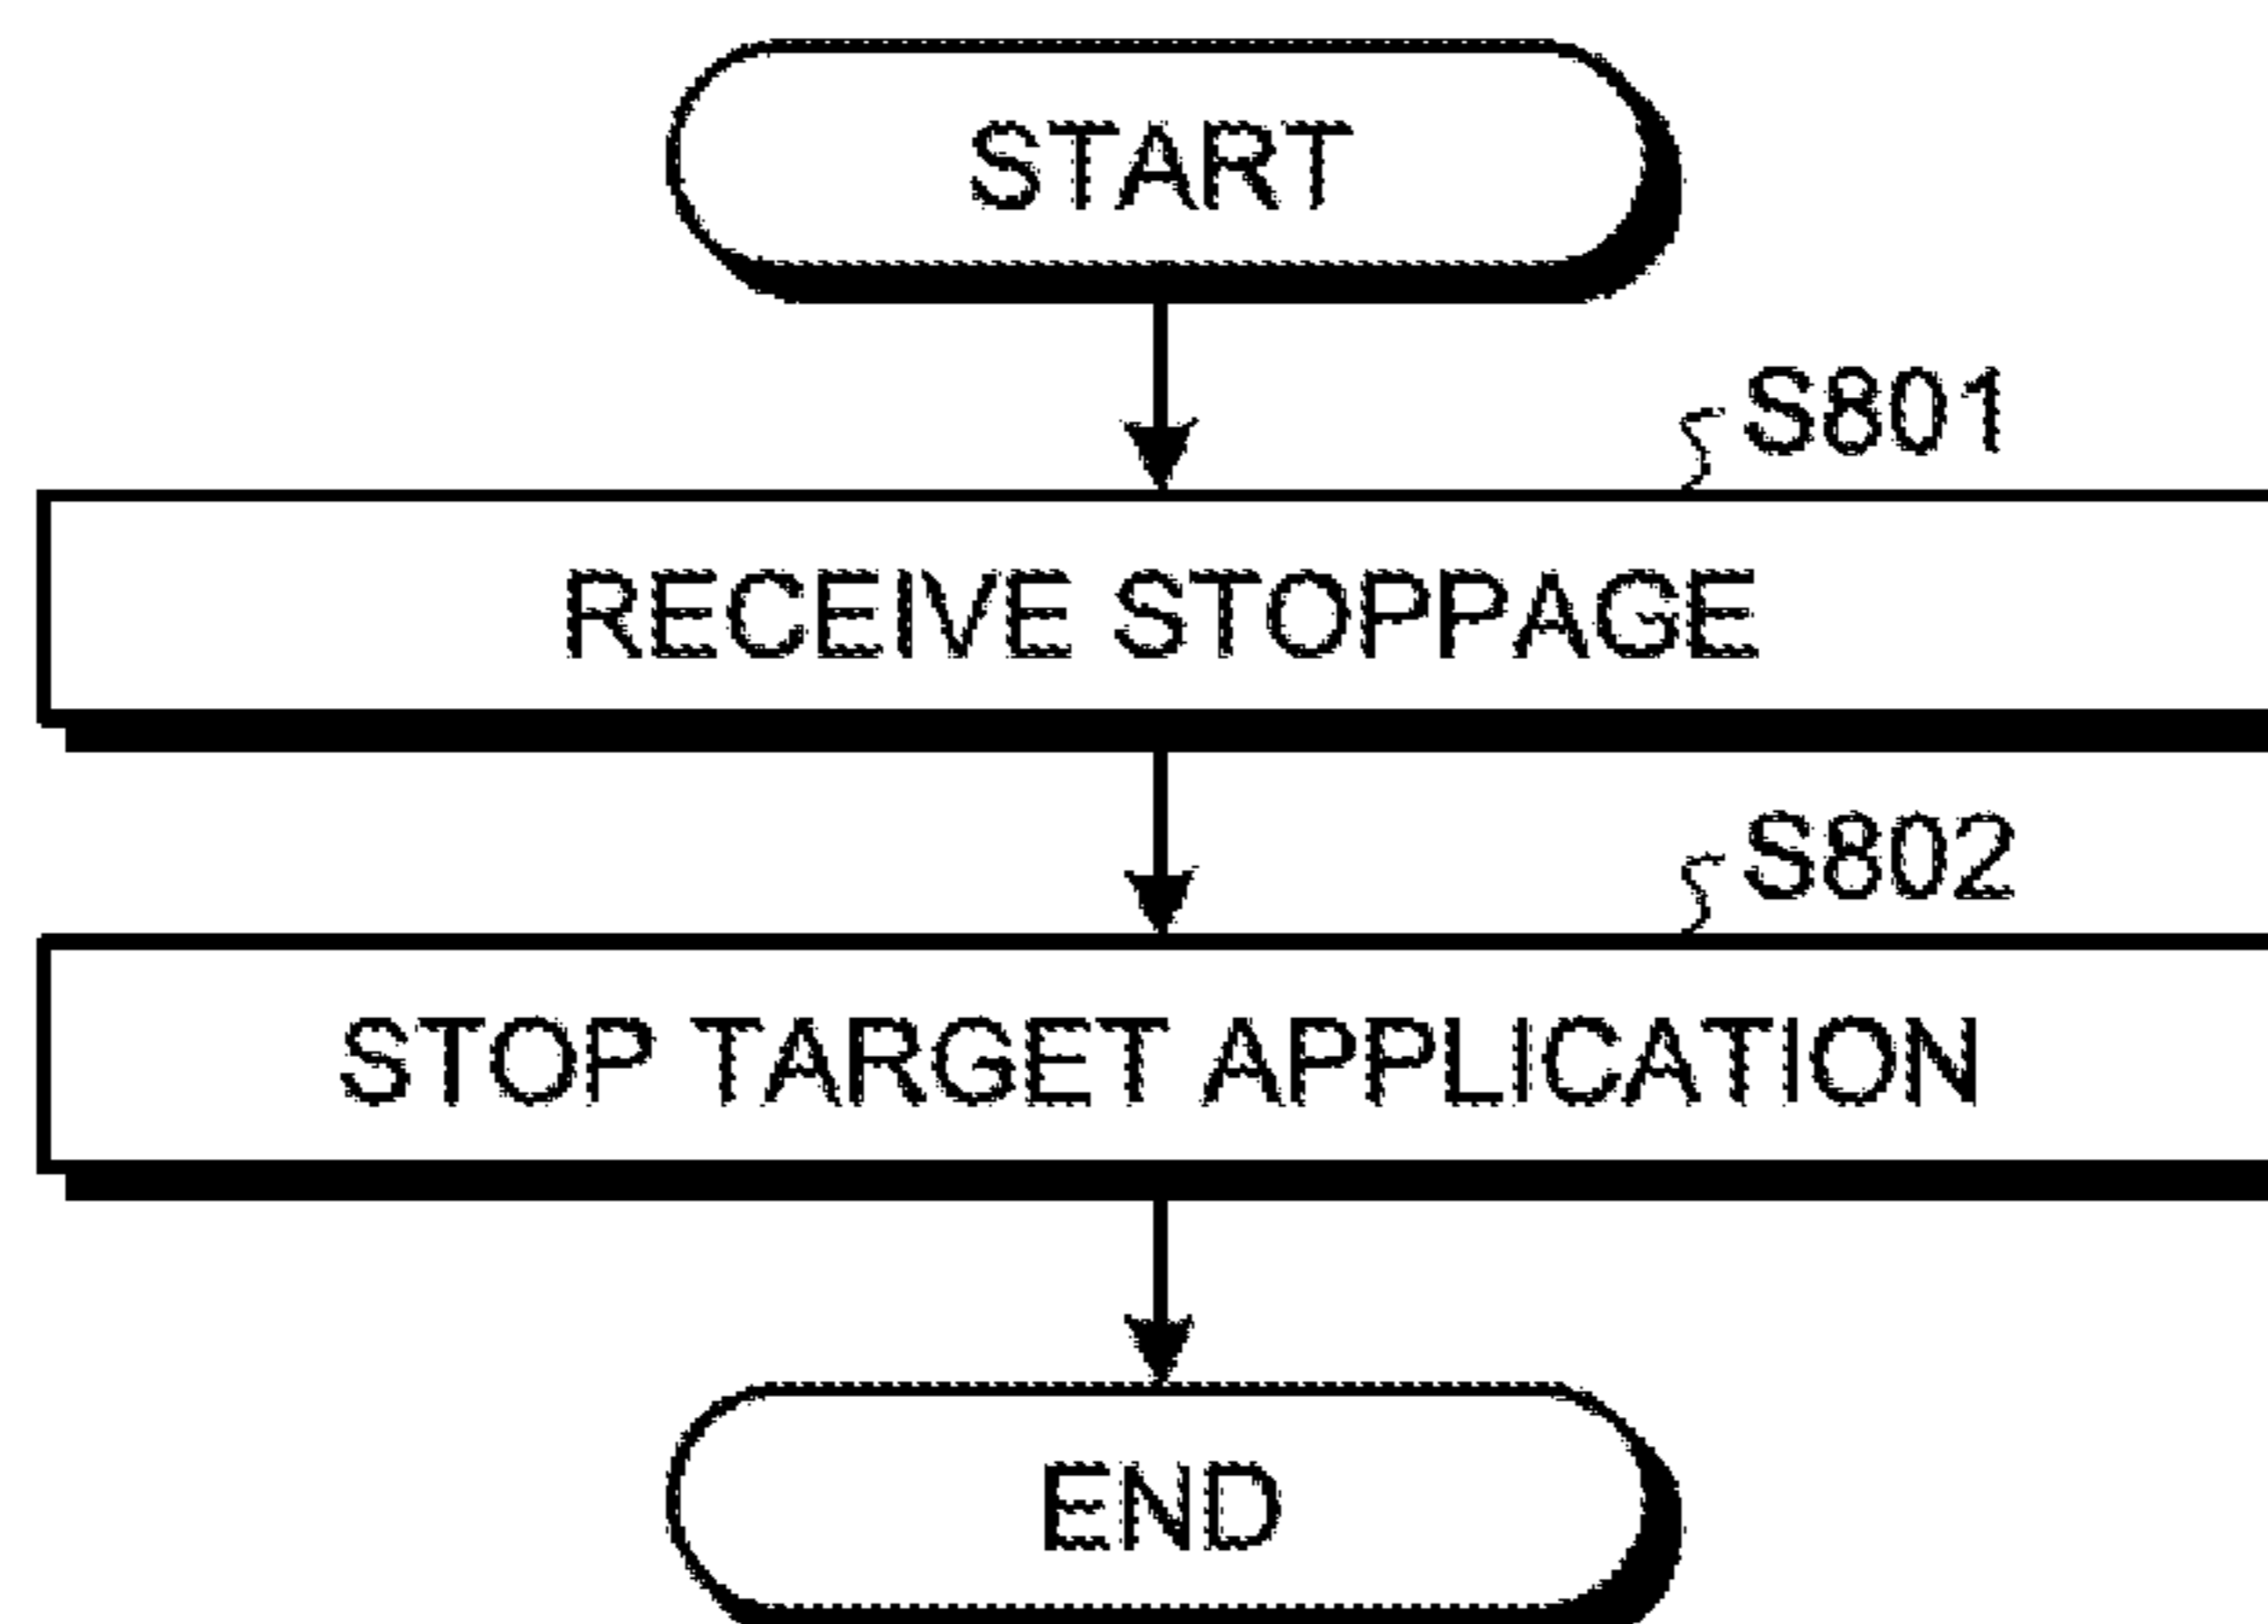 START
S801
RECEIVE STOPPAGE
S802
STOP TARGET APPLICATION
END